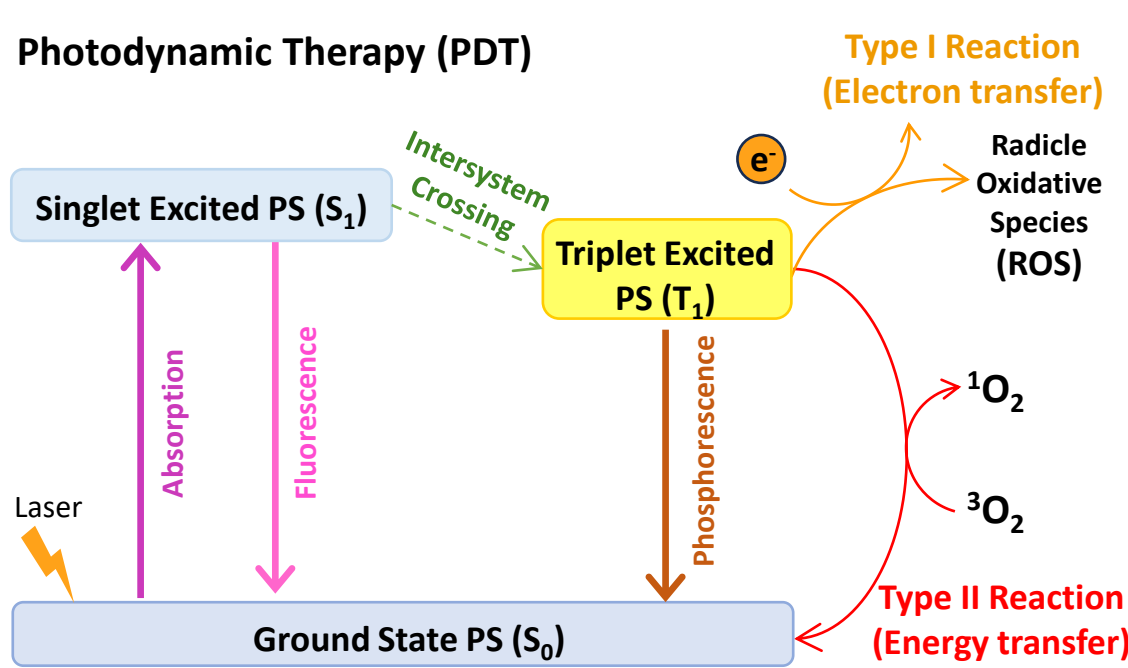 Photodynamic Therapy (PDT)
Type I Reaction
(Electron transfer)
e⁻
Radicle
Oxidative
Species
(ROS)
Intersystem
Crossing
Singlet Excited PS (S₁)
Triplet Excited
PS (T₁)
Absorption
Fluorescence
Phosphorescence
¹O₂
³O₂
Laser
Type II Reaction
(Energy transfer)
Ground State PS (S₀)